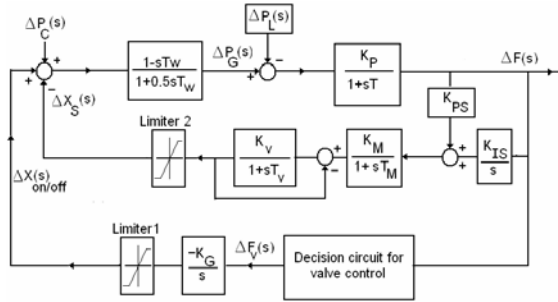 ΔP_C(s)
ΔP_L(s)
1-sTw
1+0.5sT_W
ΔP_G(s)
K_P
1+sT
ΔF(s)
+
+
−
+
−
ΔX_S(s)
K_PS
Limiter 2
K_V
1+sT_V
+
−
K_M
1+sT_M
+
+
K_IS
s
ΔX(s)
on/off
Limiter1
-K_G
s
ΔF_V(s)
Decision circuit for
valve control